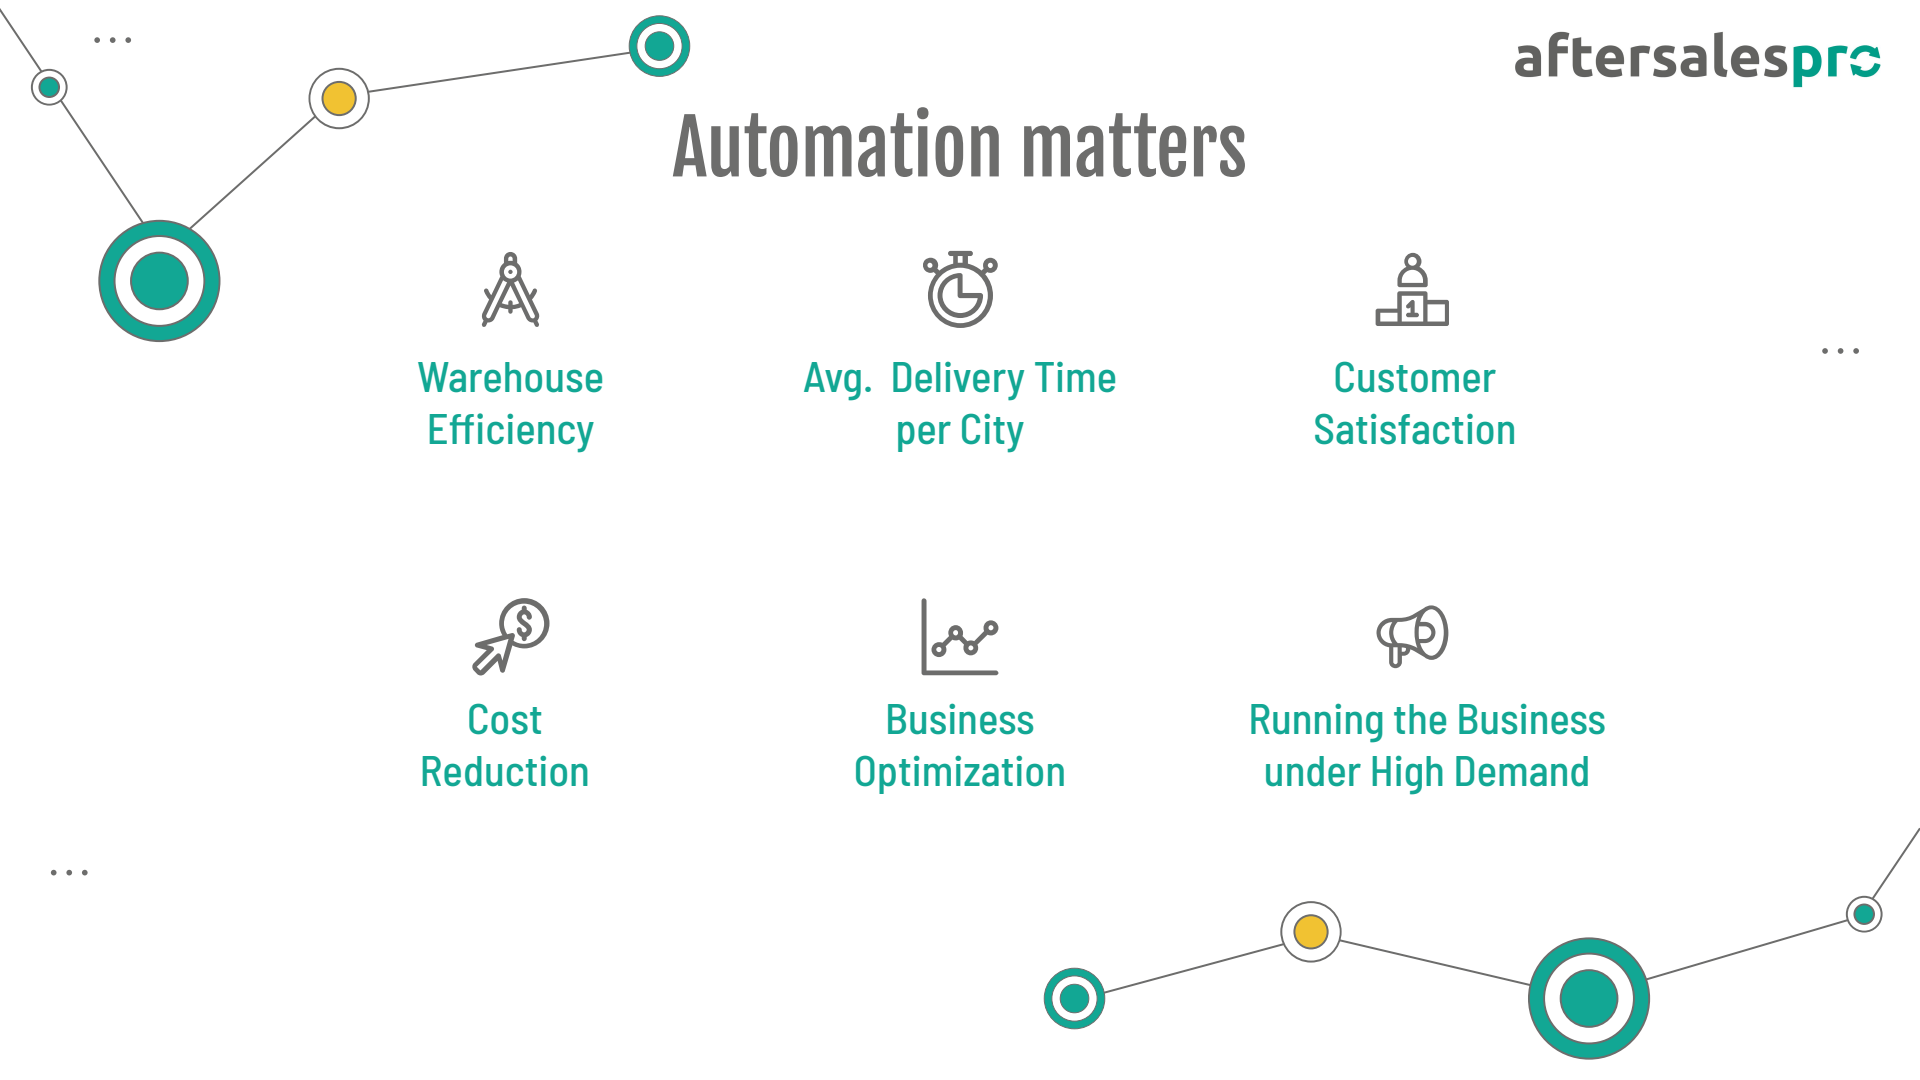 aftersalespro
Automation matters
Warehouse
Efficiency
Avg.  Delivery Time
per City
1
Customer
Satisfaction
$
Cost
Reduction
Business
Optimization
Running the Business
under High Demand